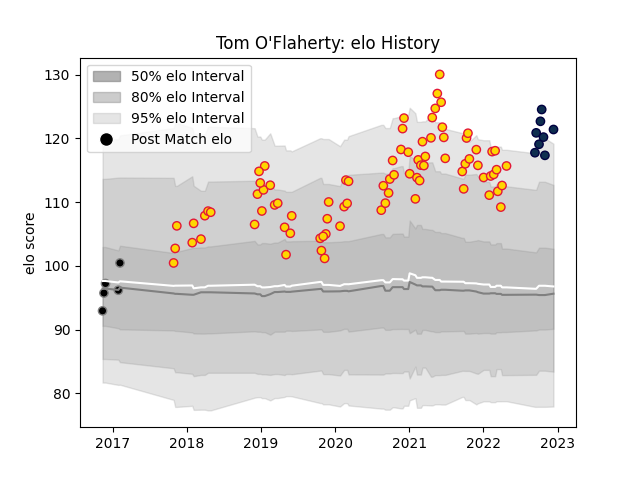 Tom O'Flaherty: elo History
50% elo Interval
80% elo Interval
95% elo Interval
Post Match elo
elo score
130
120
110
100
90
80
2017 2018 2019 2020 2021 2022 2023